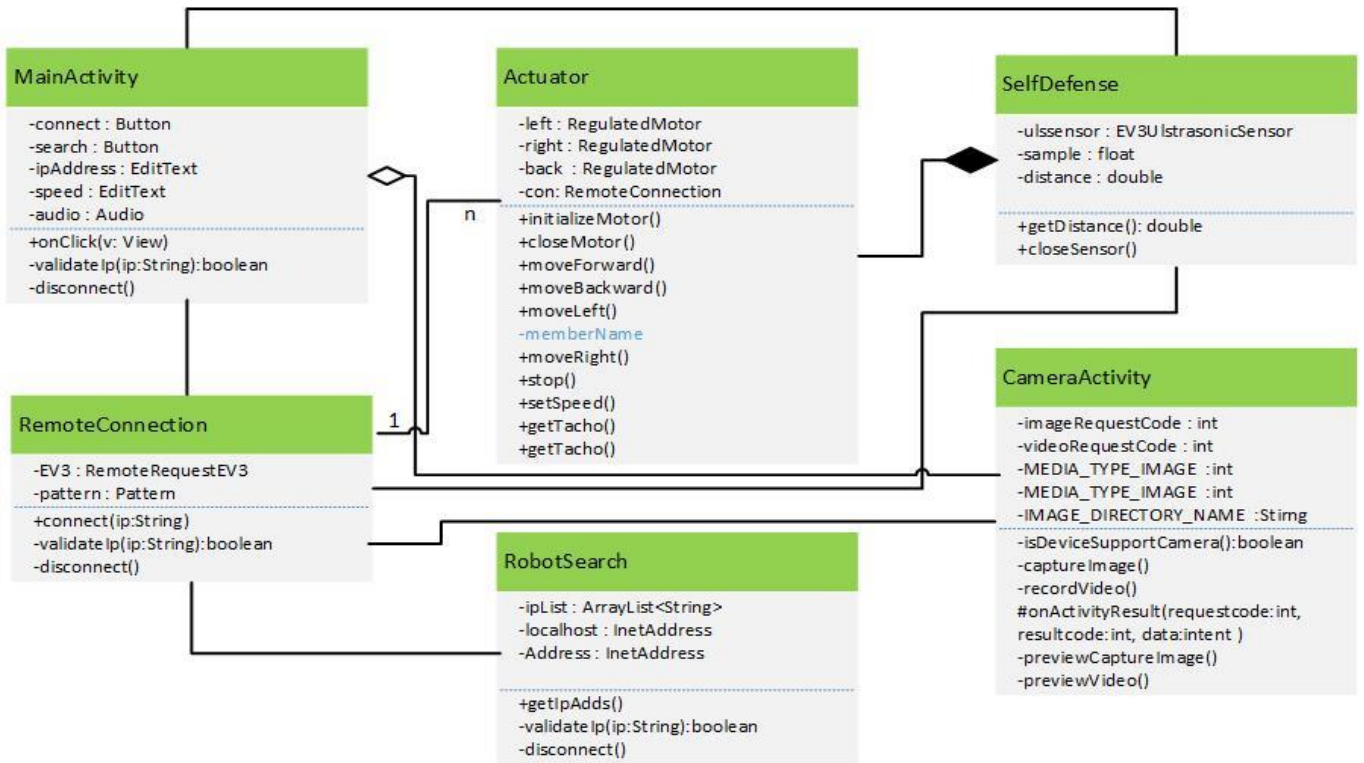 MainActivity
-connect : Button
-search : Button
-ipAddress : EditText
-speed : EditText
-audio : Audio
+onClick(v: View)
-validateIp(ip:String):boolean
-disconnect()
Actuator
-left : RegulatedMotor
-right : RegulatedMotor
-back : RegulatedMotor
-con: RemoteConnection
+initializeMotor()
+closeMotor()
+moveForward()
+moveBackward()
+moveLeft()
-memberName
+moveRight()
+stop()
+setSpeed()
+getTacho()
+getTacho()
SelfDefense
-ulssensor : EV3UlstrasonicSensor
-sample : float
-distance : double
+getDistance(): double
+closeSensor()
n
1
RemoteConnection
-EV3 : RemoteRequestEV3
-pattern : Pattern
+connect(ip:String)
-validateIp(ip:String):boolean
-disconnect()
RobotSearch
-ipList : ArrayList<String>
-localhost : InetAddress
-Address : InetAddress
+getIpAdds()
-validateIp(ip:String):boolean
-disconnect()
CameraActivity
-imageRequestCode : int
-videoRequestCode : int
-MEDIA_TYPE_IMAGE :int
-MEDIA_TYPE_IMAGE :int
-IMAGE_DIRECTORY_NAME :Stirng
-isDeviceSupportCamera():boolean
-captureImage()
-recordVideo()
#onActivityResult(requestcode:int,
resultcode:int, data:intent )
-previewCaptureImage()
-previewVideo()